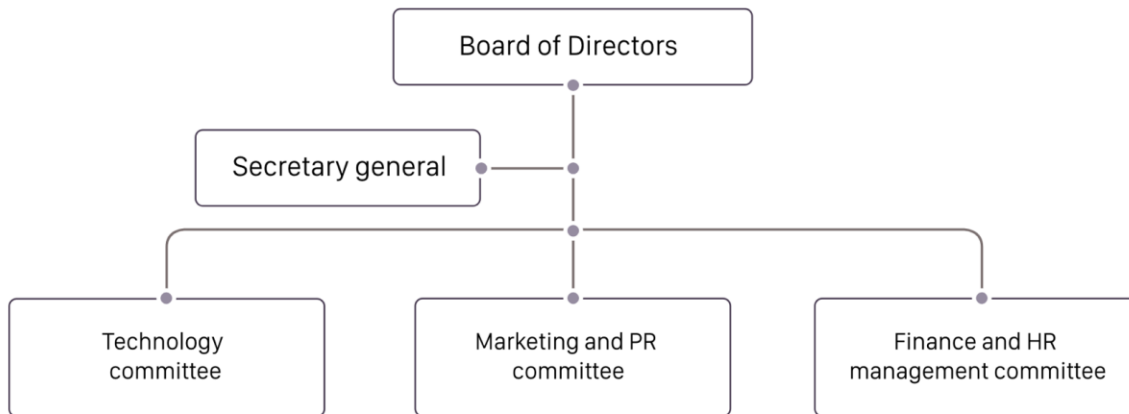 Board of Directors
Secretary general
Technology
committee
Marketing and PR
committee
Finance and HR
management committee